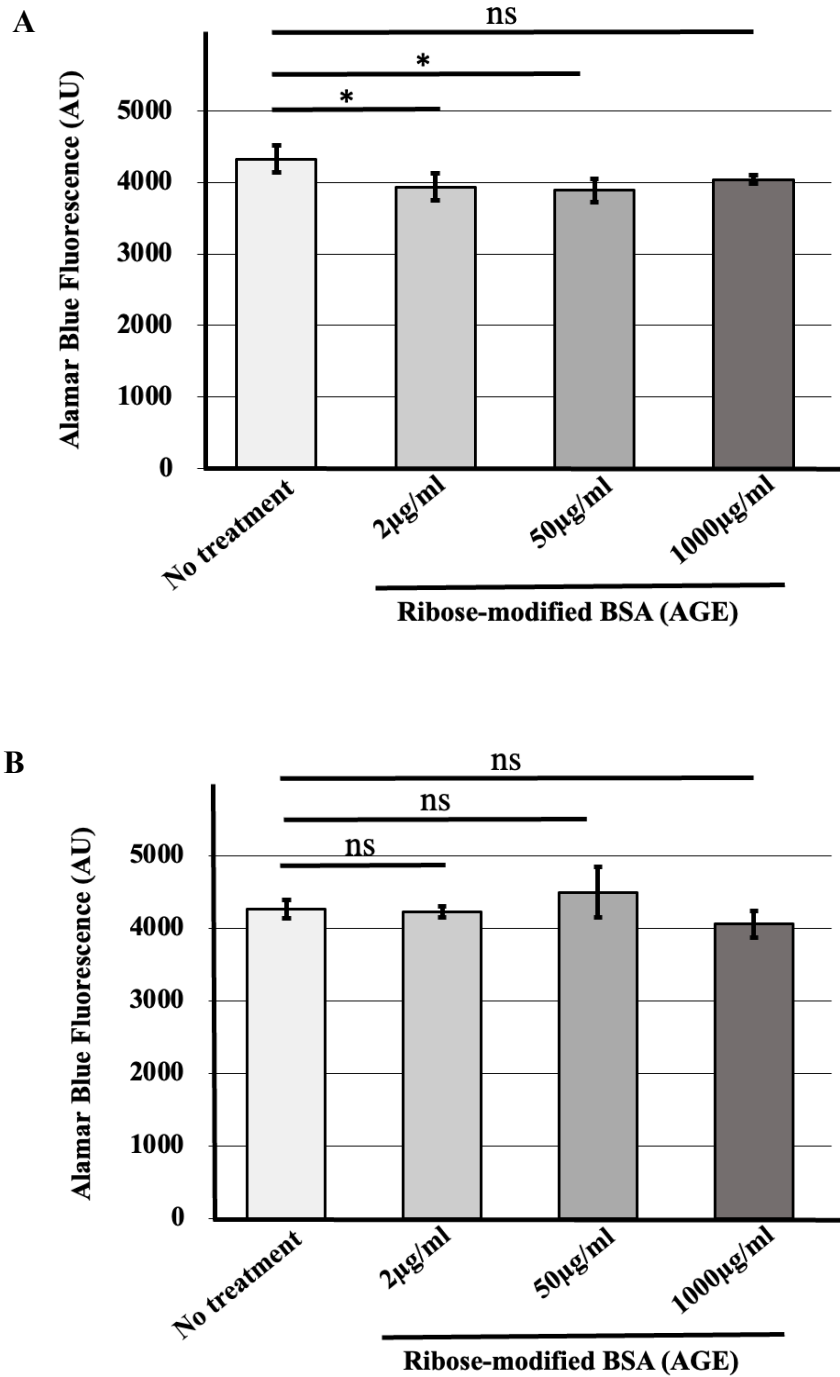 A
ns
*
*
Alamar Blue Fluorescence (AU)
5000
4000
3000
2000
1000
0
No treatment
2µg/ml
50µg/ml
1000µg/ml
Ribose-modified BSA (AGE)
B
ns
ns
ns
Alamar Blue Fluorescence (AU)
5000
4000
3000
2000
1000
0
No treatment
2µg/ml
50µg/ml
1000µg/ml
Ribose-modified BSA (AGE)